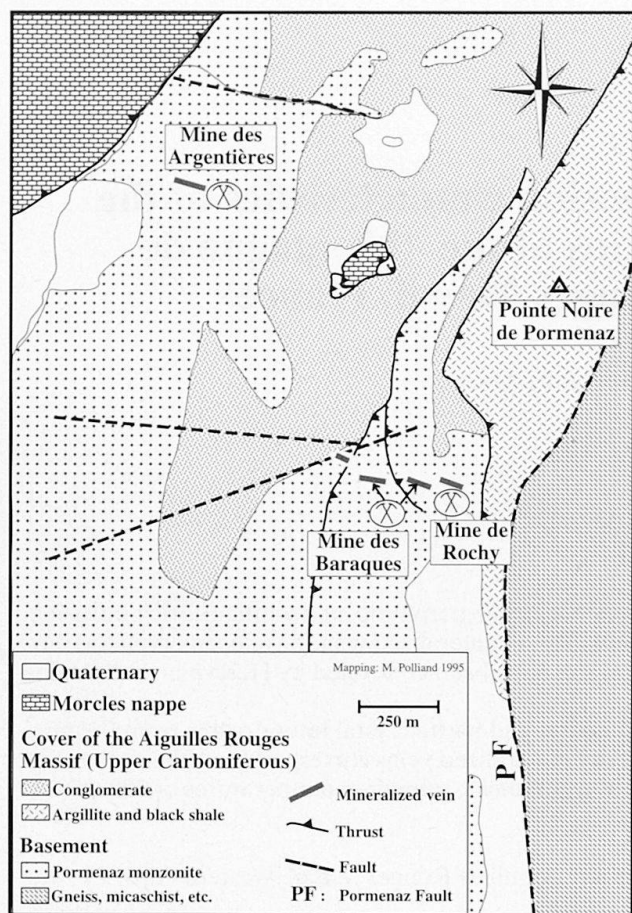 Mine des
Argentières
Pointe Noire
de Pormenaz
Mine des
Baraques
Mine de
Rochy
PF
Mapping: M. Polliand 1995
250 m
Quaternary
Morcles nappe
Cover of the Aiguilles Rouges
Massif (Upper Carboniferous)
Conglomerate
Argillite and black shale
Basement
Pormenaz monzonite
Gneiss, micaschist, etc.
Mineralized vein
Thrust
Fault
PF: Pormenaz Fault